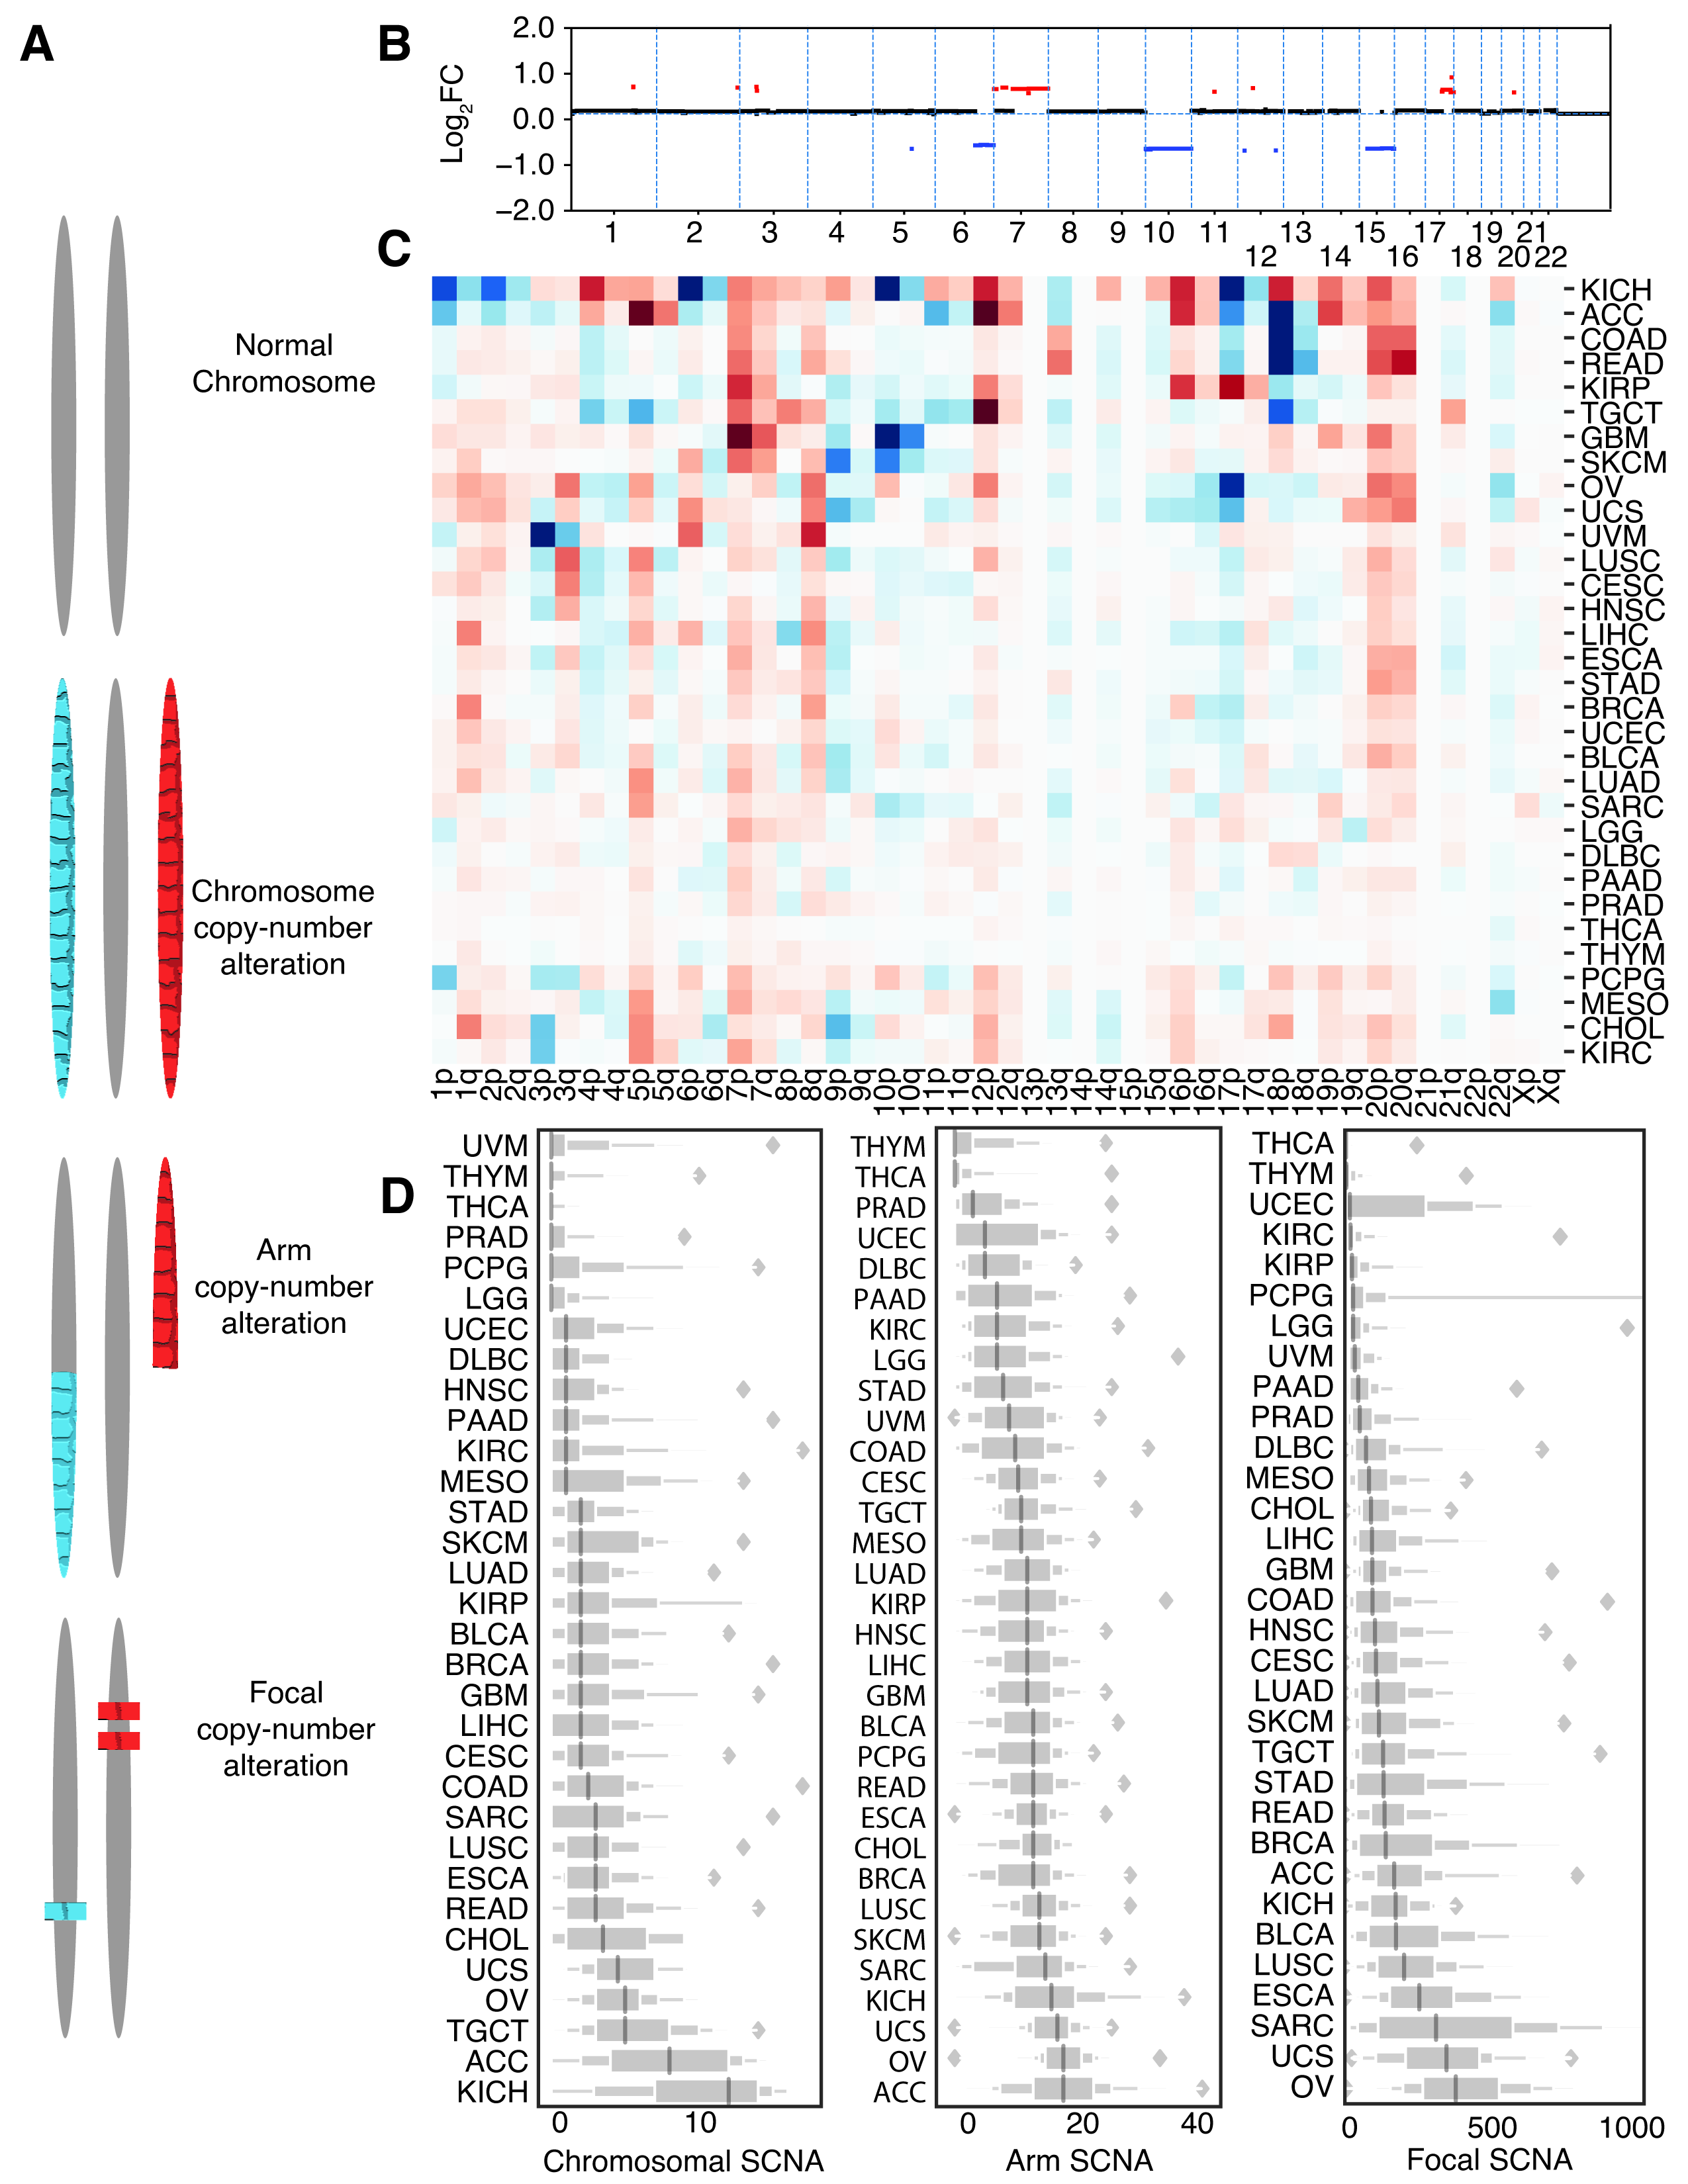 A
Normal
Chromosome
Chromosome
copy-number
alteration
Arm
copy-number
alteration
Focal
copy-number
alteration
B
Log2FC
2.0
1.0
0.0
−1.0
−2.0
1 2 3 4 5 6 7 8 9 10 11 13 15 17 19 21
12 14 16 18 20 22
C
KICH
ACC
COAD
READ
KIRP
TGCT
GBM
SKCM
OV
UCS
UVM
LUSC
CESC
HNSC
LIHC
ESCA
STAD
BRCA
UCEC
BLCA
LUAD
SARC
LGG
DLBC
PAAD
PRAD
THCA
THYM
PCPG
MESO
CHOL
KIRC
1p 1q 2p 2q 3p 3q 4p 4q 5p 5q 6p 6q 7p 7q 8p 8q 9p 9q 10p 10q 11p 11q 12p 12q 13p 13q 14p 14q 15p 15q 16p 16q 17p 17q 18p 18q 19p 19q 20p 20q 21p 21q 22p 22q Xp Xq
D
UVM
THYM
THCA
PRAD
PCPG
LGG
UCEC
DLBC
HNSC
PAAD
KIRC
MESO
STAD
SKCM
LUAD
KIRP
BLCA
BRCA
GBM
LIHC
CESC
COAD
SARC
LUSC
ESCA
READ
CHOL
UCS
OV
TGCT
ACC
KICH
0 10
Chromosomal SCNA
THYM
THCA
PRAD
UCEC
DLBC
PAAD
KIRC
LGG
STAD
UVM
COAD
CESC
TGCT
MESO
LUAD
KIRP
HNSC
LIHC
GBM
BLCA
PCPG
READ
ESCA
CHOL
BRCA
LUSC
SKCM
SARC
KICH
UCS
OV
ACC
0 20 40
Arm SCNA
THCA
THYM
UCEC
KIRC
KIRP
PCPG
LGG
UVM
PAAD
PRAD
DLBC
MESO
CHOL
LIHC
GBM
COAD
HNSC
CESC
LUAD
SKCM
TGCT
STAD
READ
BRCA
ACC
KICH
BLCA
LUSC
ESCA
SARC
UCS
OV
0 500 1000
Focal SCNA